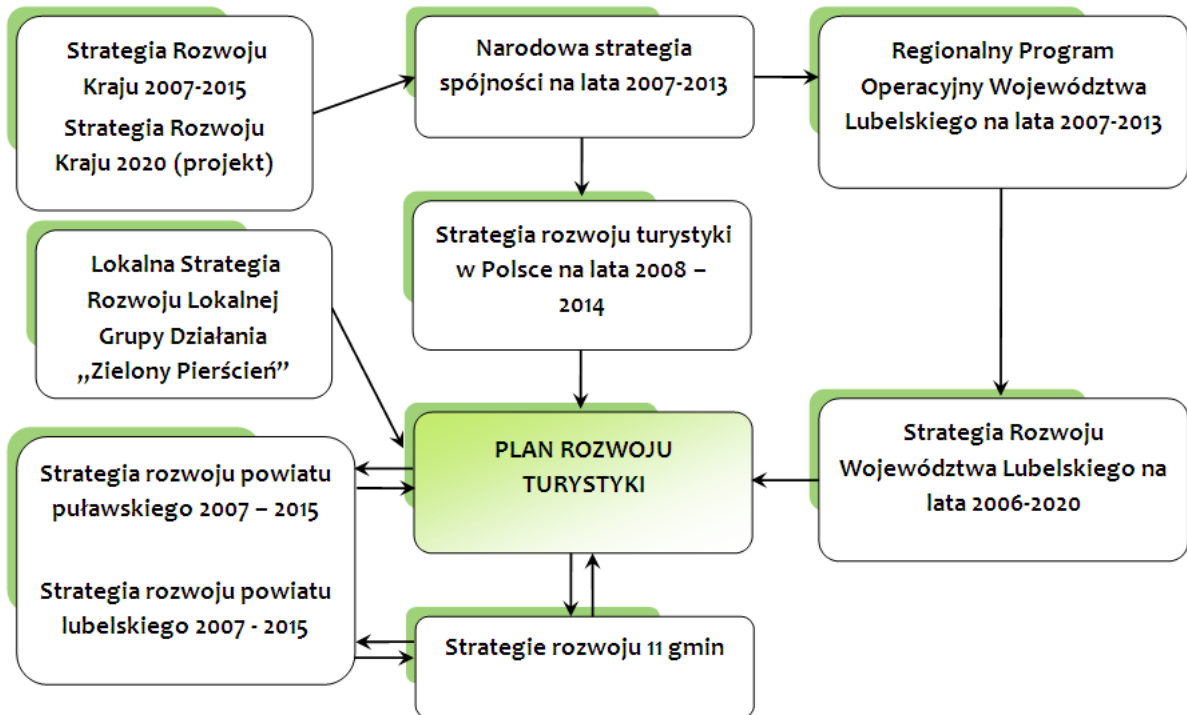 Strategia Rozwoju
Kraju 2007-2015
Strategia Rozwoju
Kraju 2020 (projekt)
Narodowa strategia
spójności na lata 2007-2013
Regionalny Program
Operacyjny Województwa
Lubelskiego na lata 2007-2013
Lokalna Strategia
Rozwoju Lokalnej
Grupy Działania
„Zielony Pierścień”
Strategia rozwoju turystyki
w Polsce na lata 2008 –
2014
Strategia rozwoju powiatu
puławskiego 2007 – 2015
Strategia rozwoju powiatu
lubelskiego 2007 - 2015
PLAN ROZWOJU
TURYSTYKI
Strategia Rozwoju
Województwa Lubelskiego na
lata 2006-2020
Strategie rozwoju 11 gmin